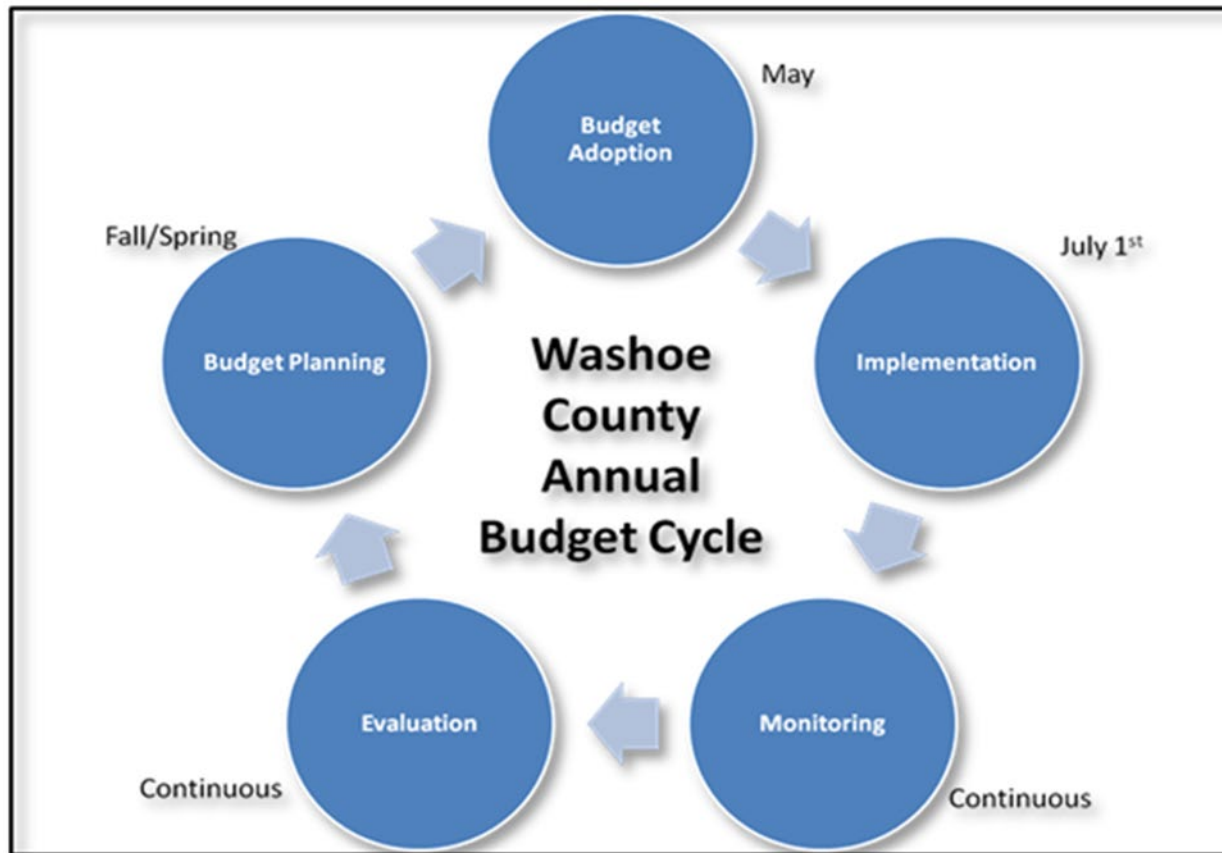 Budget
Adoption
May
Fall/Spring
July 1st
Budget Planning
Implementation
Washoe
County
Annual
Budget Cycle
Evaluation
Monitoring
Continuous
Continuous